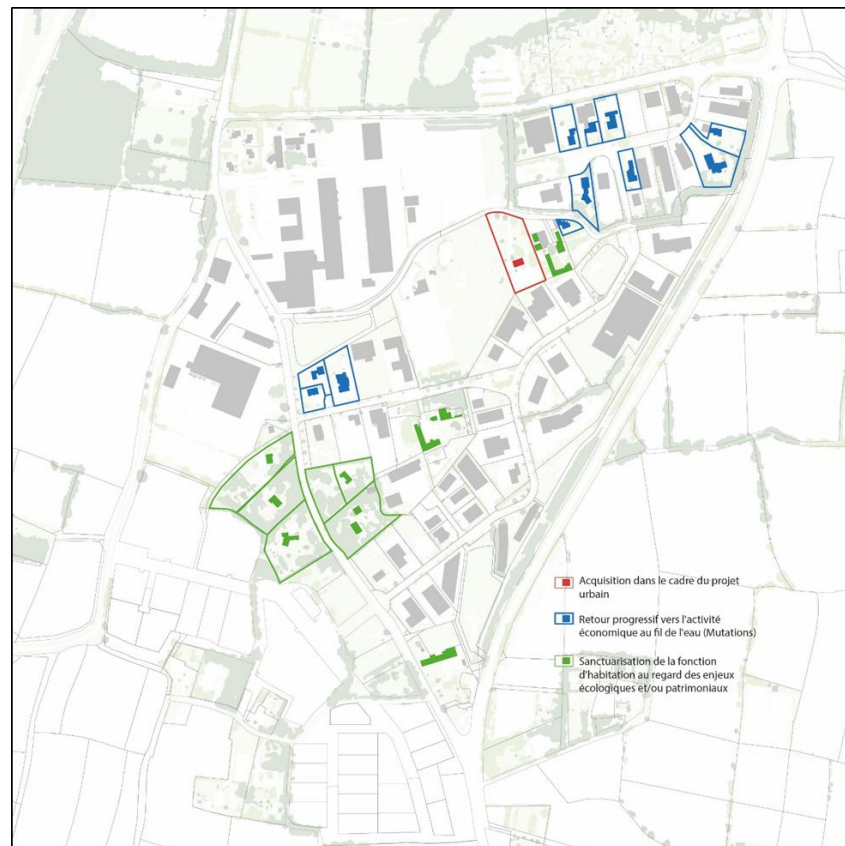 Acquisition dans le cadre du projet
urbain
Retour progressif vers l'activité
économique au fil de l'eau (Mutations)
Sanctuarisation de la fonction
d'habitation au regard des enjeux
écologiques et/ou patrimoniaux